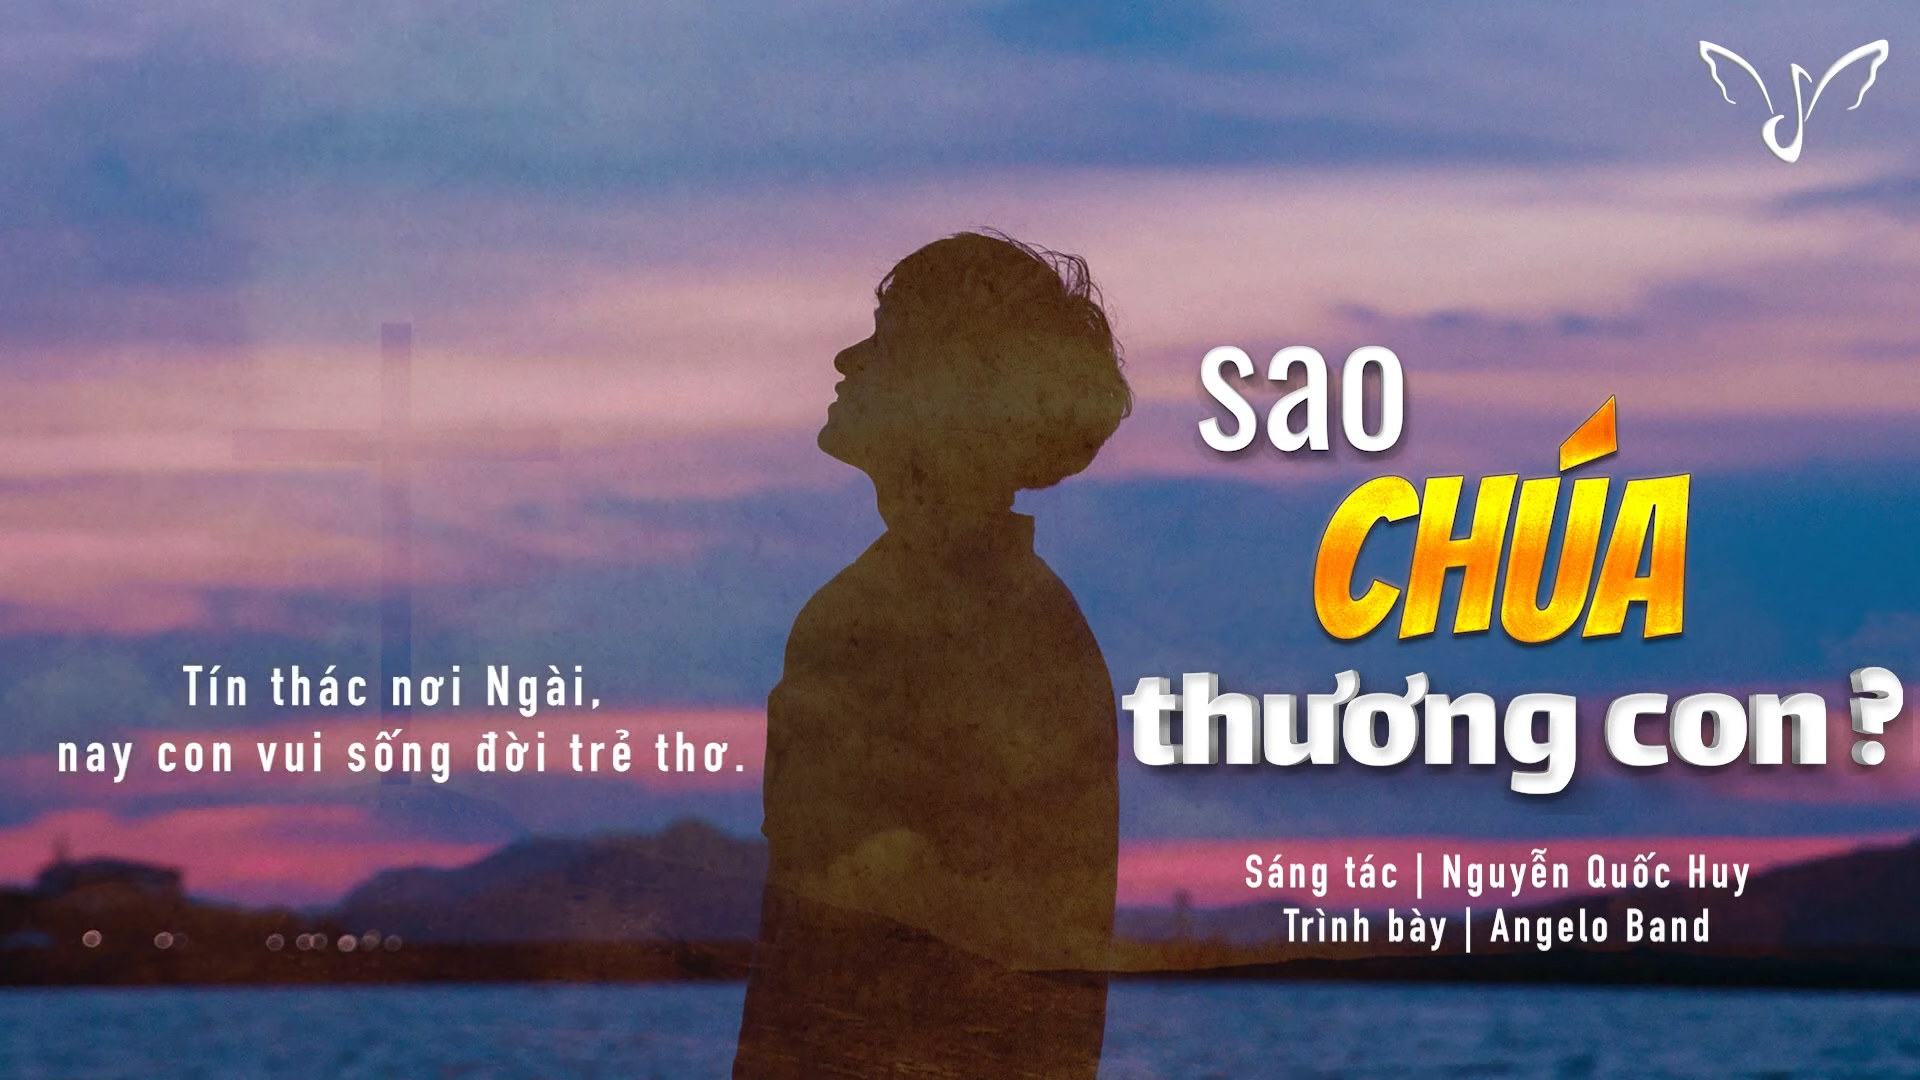 sao
CHÚA
thương con?
Tín thác nơi Ngài,
nay con vui sống đời trẻ thơ.
Sáng tác | Nguyễn Quốc Huy
Trình bày | Angelo Band